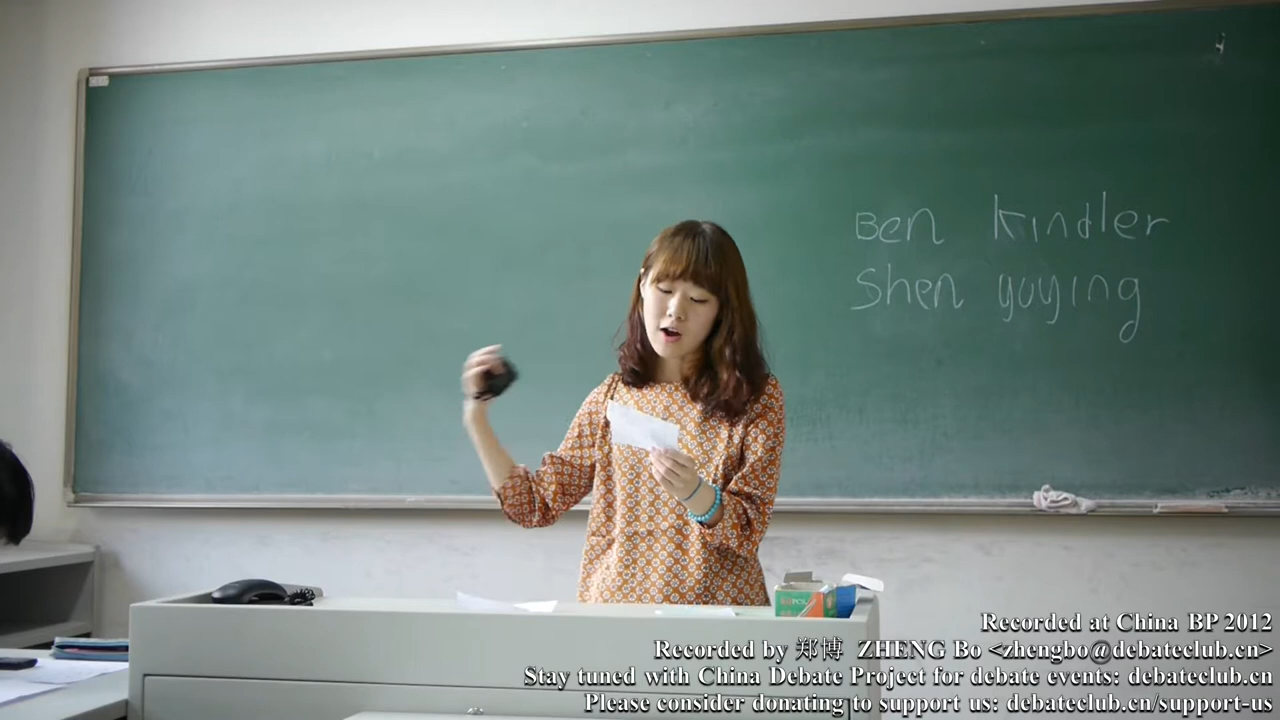 Ben Kindler
Shen yuying
Recorded at China BP 2012
Recorded by 郑博 ZHENG Bo <zhengbo@debateclub.cn>
Stay tuned with China Debate Project for debate events: debateclub.cn
Please consider donating to support us: debateclub.cn/support-us